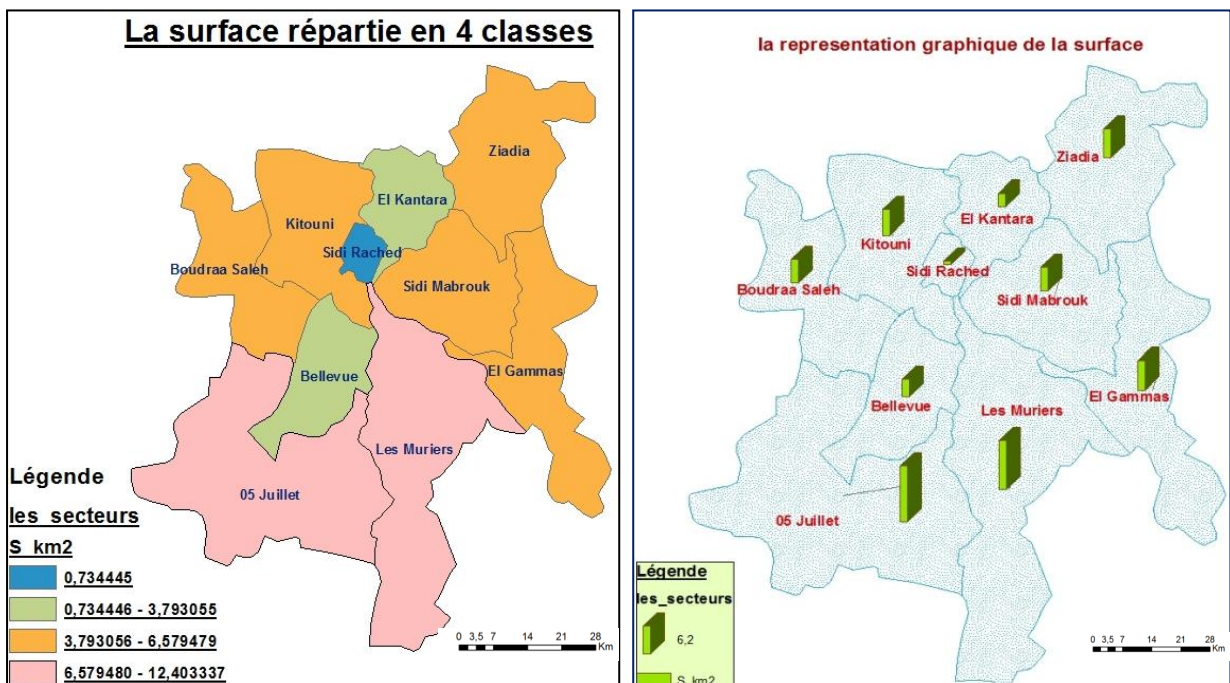 La surface répartie en 4 classes
Ziadia
El Kantara
Kitouni
Sidi Rached
Boudraa Saleh
Sidi Mabrouk
El Gammas
Bellevue
Les Muriers
05 Juillet
Légende
les_secteurs
S_km2
0,734445
0,734446 - 3,793055
3,793056 - 6,579479
6,579480 - 12,403337
0 3,5 7 14 21 28
Km
la representation graphique de la surface
Ziadia
El Kantara
Kitouni
Sidi Rached
Boudraa Saleh
Sidi Mabrouk
El Gammas
Bellevue
Les Muriers
05 Juillet
Légende
les_secteurs
6,2
S_km2
0 3,5 7 14 21 28
Km